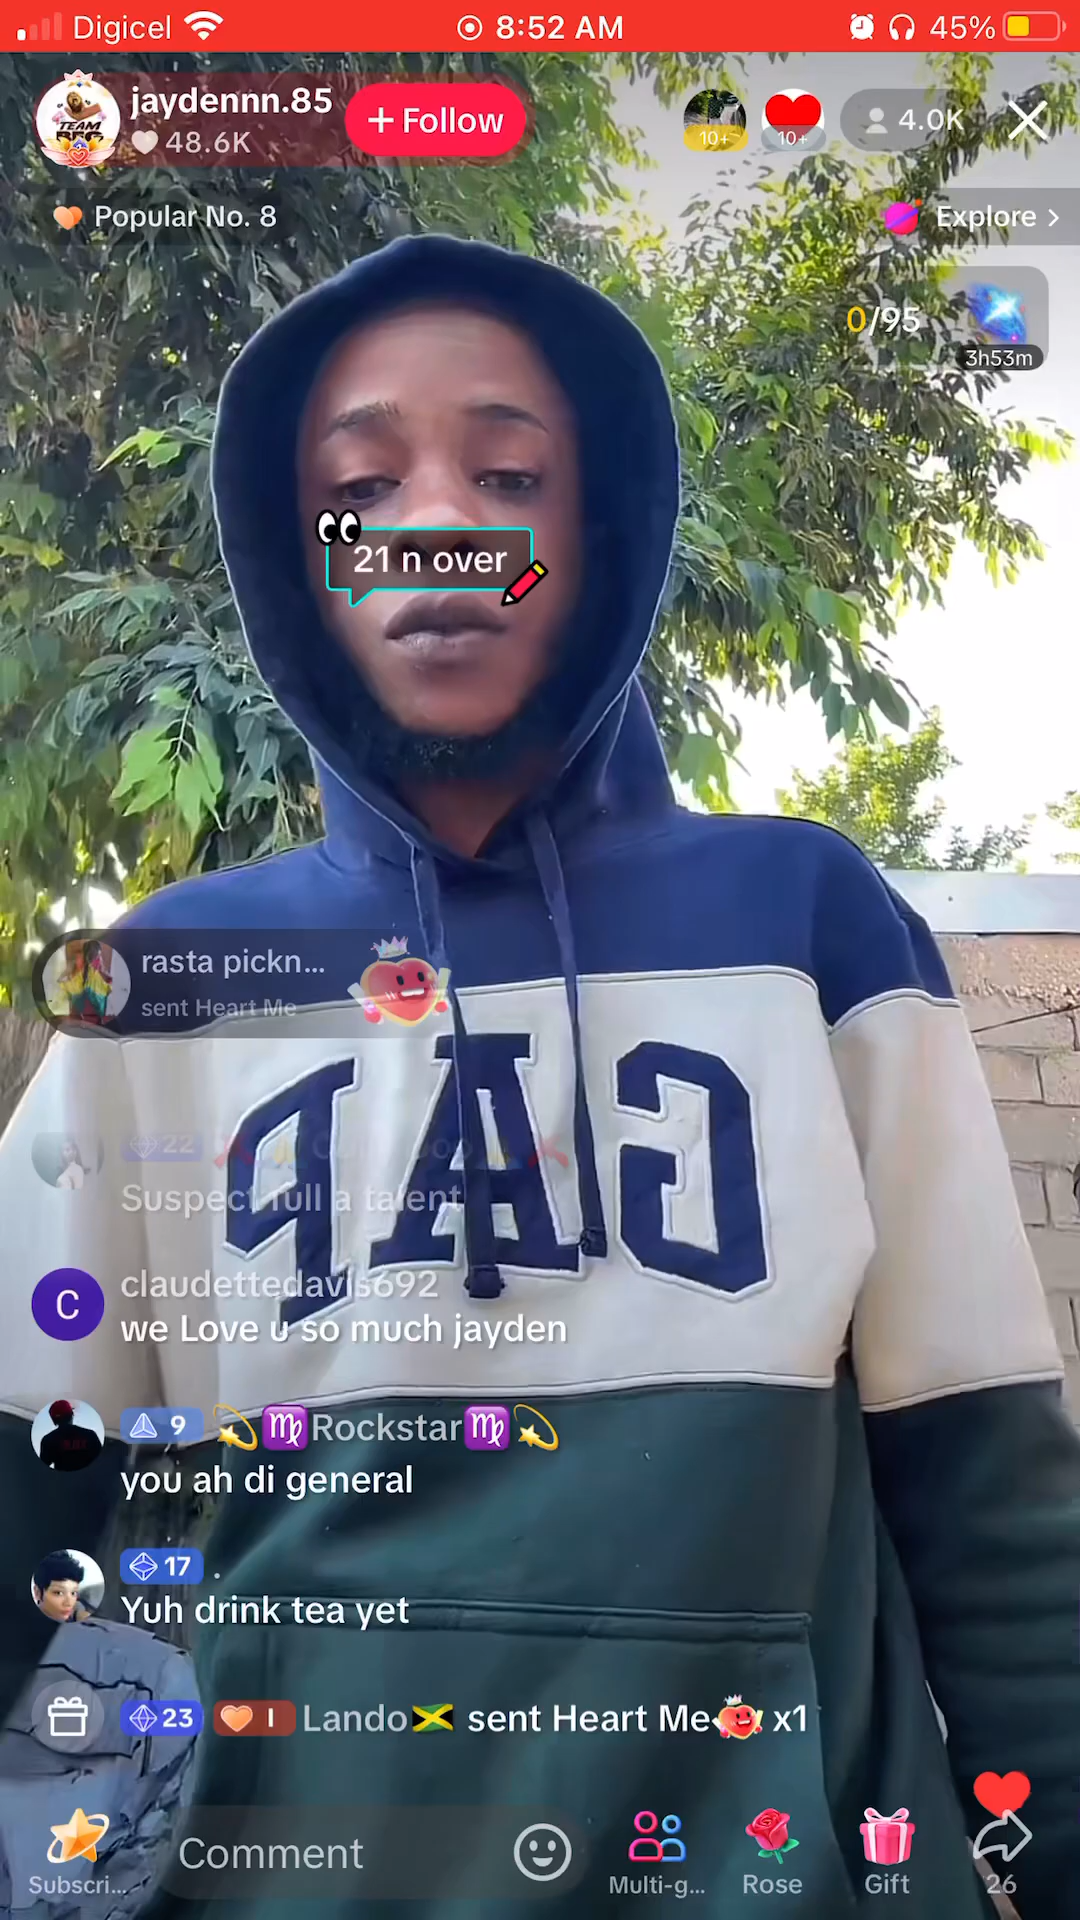 Digicel 8:52 AM 45%
jaydennn.85
48.6K
+ Follow
10+
10+
4.0K
Popular No. 8
Explore >
0/95
3h53m
21 n over
rasta pickn...
sent Heart Me
TEAM
GAP
22
Suspect full a talent
C
claudettedavis692
we Love u so much jayden
9 💫♍Rockstar♍💫
you ah di general
17 .
Yuh drink tea yet
23 I Lando🇯🇲 sent Heart Me x1
Subscri...
Comment
Multi-g...
Rose
Gift
26